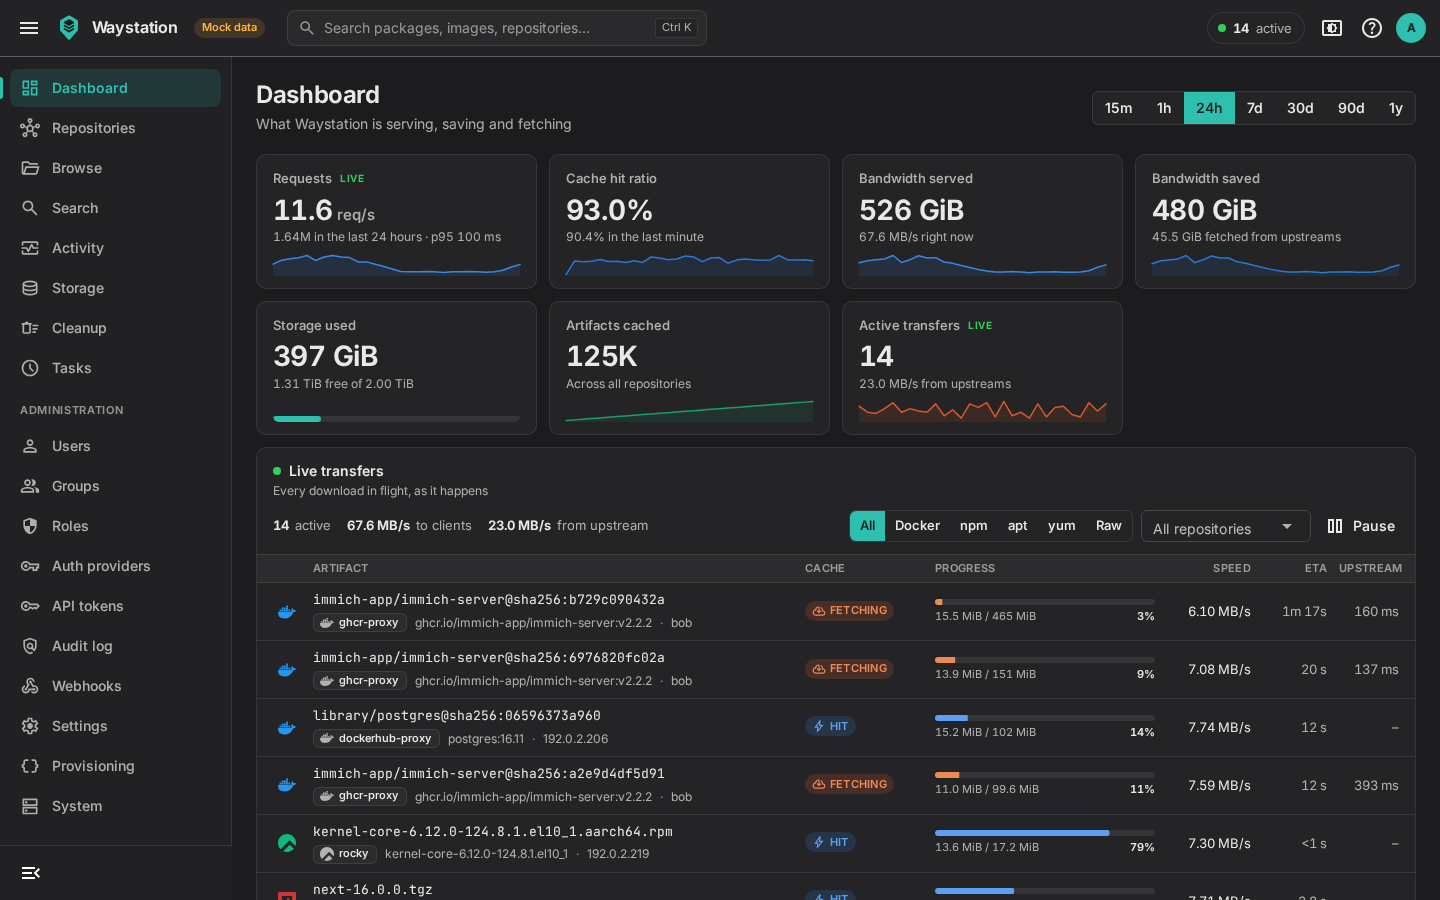 Waystation Mock data Search packages, images, repositories... Ctrl K 14 active A
Dashboard
Repositories
Browse
Search
Activity
Storage
Cleanup
Tasks
ADMINISTRATION
Users
Groups
Roles
Auth providers
API tokens
Audit log
Webhooks
Settings
Provisioning
System
Dashboard
What Waystation is serving, saving and fetching
15m 1h 24h 7d 30d 90d 1y
Requests LIVE
11.6 req/s
1.64M in the last 24 hours · p95 100 ms
Cache hit ratio
93.0%
90.4% in the last minute
Bandwidth served
526 GiB
67.6 MB/s right now
Bandwidth saved
480 GiB
45.5 GiB fetched from upstreams
Storage used
397 GiB
1.31 TiB free of 2.00 TiB
Artifacts cached
125K
Across all repositories
Active transfers LIVE
14
23.0 MB/s from upstreams
Live transfers
Every download in flight, as it happens
14 active 67.6 MB/s to clients 23.0 MB/s from upstream
All Docker npm apt yum Raw All repositories Pause
ARTIFACT CACHE PROGRESS SPEED ETA UPSTREAM
immich-app/immich-server@sha256:b729c090432a
ghcr-proxy ghcr.io/immich-app/immich-server:v2.2.2 · bob
FETCHING
15.5 MiB / 465 MiB 3%
6.10 MB/s 1m 17s 160 ms
immich-app/immich-server@sha256:6976820fc02a
ghcr-proxy ghcr.io/immich-app/immich-server:v2.2.2 · bob
FETCHING
13.9 MiB / 151 MiB 9%
7.08 MB/s 20 s 137 ms
library/postgres@sha256:06596373a960
dockerhub-proxy postgres:16.11 · 192.0.2.206
HIT
15.2 MiB / 102 MiB 14%
7.74 MB/s 12 s –
immich-app/immich-server@sha256:a2e9d4df5d91
ghcr-proxy ghcr.io/immich-app/immich-server:v2.2.2 · bob
FETCHING
11.0 MiB / 99.6 MiB 11%
7.59 MB/s 12 s 393 ms
kernel-core-6.12.0-124.8.1.el10_1.aarch64.rpm
rocky kernel-core-6.12.0-124.8.1.el10_1 · 192.0.2.219
HIT
13.6 MiB / 17.2 MiB 79%
7.30 MB/s <1 s –
next-16.0.0.tgz
HIT